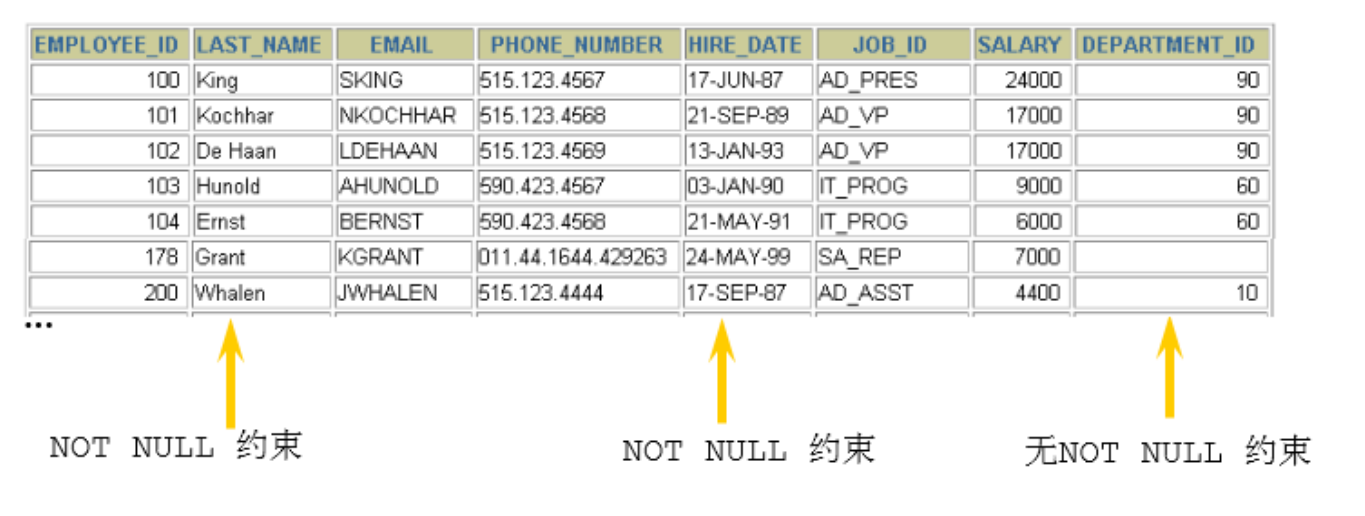 EMPLOYEE_ID LAST_NAME EMAIL PHONE_NUMBER HIRE_DATE JOB_ID SALARY DEPARTMENT_ID
100 King SKING 515.123.4567 17-JUN-87 AD_PRES 24000 90
101 Kochhar NKOCHHAR 515.123.4568 21-SEP-89 AD_VP 17000 90
102 De Haan LDEHAAN 515.123.4569 13-JAN-93 AD_VP 17000 90
103 Hunold AHUNOLD 590.423.4567 03-JAN-90 IT_PROG 9000 60
104 Ernst BERNST 590.423.4568 21-MAY-91 IT_PROG 6000 60
178 Grant KGRANT 011.44.1644.429263 24-MAY-99 SA_REP 7000
200 Whalen JWHALEN 515.123.4444 17-SEP-87 AD_ASST 4400 10
...
NOT NULL 约束 NOT NULL 约束 无NOT NULL 约束